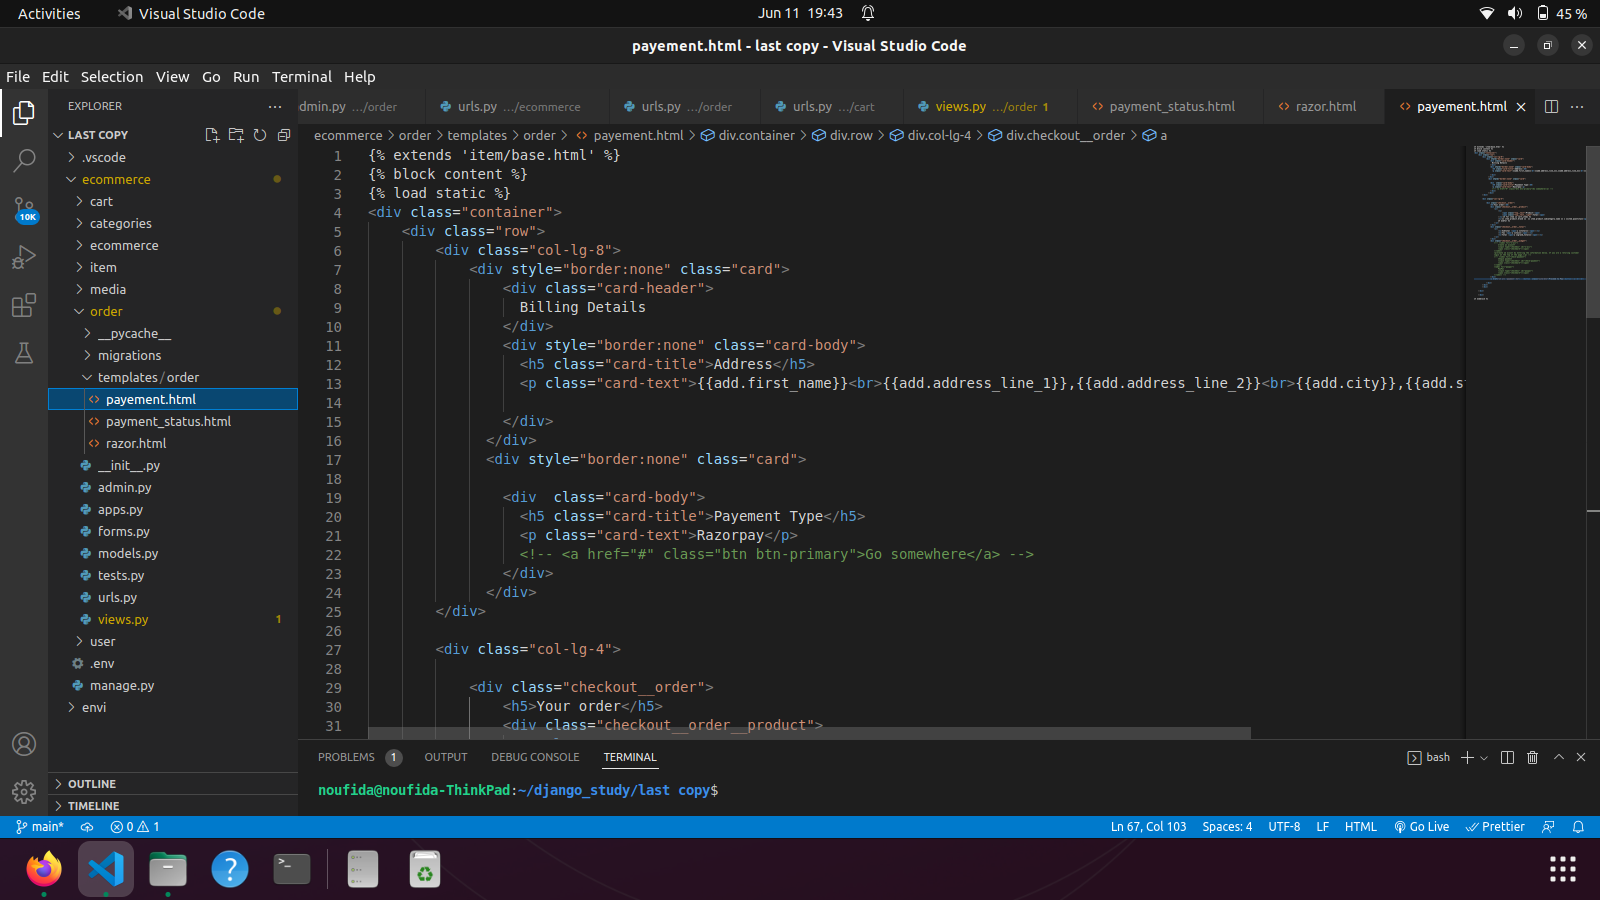 Activities Visual Studio Code Jun 11 19:43 45 %
payement.html - last copy - Visual Studio Code
File Edit Selection View Go Run Terminal Help
EXPLORER
dmin.py .../order urls.py .../ecommerce urls.py .../order urls.py .../cart views.py .../order 1 payment_status.html razor.html payement.html
ecommerce > order > templates > order > payement.html > div.container > div.row > div.col-lg-4 > div.checkout__order > a
LAST COPY
.vscode
ecommerce
cart
categories
ecommerce
item
media
order
__pycache__
migrations
templates/order
payement.html
payment_status.html
razor.html
__init__.py
admin.py
apps.py
forms.py
models.py
tests.py
urls.py
views.py 1
user
.env
manage.py
envi
OUTLINE
TIMELINE
10K
1 {% extends 'item/base.html' %}
2 {% block content %}
3 {% load static %}
4 <div class="container">
5 <div class="row">
6 <div class="col-lg-8">
7 <div style="border:none" class="card">
8 <div class="card-header">
9 Billing Details
10 </div>
11 <div style="border:none" class="card-body">
12 <h5 class="card-title">Address</h5>
13 <p class="card-text">{{add.first_name}}<br>{{add.address_line_1}},{{add.address_line_2}}<br>{{add.city}},{{add.s
14
15 </div>
16 </div>
17 <div style="border:none" class="card">
18
19 <div  class="card-body">
20 <h5 class="card-title">Payement Type</h5>
21 <p class="card-text">Razorpay</p>
22 <!-- <a href="#" class="btn btn-primary">Go somewhere</a> -->
23 </div>
24 </div>
25 </div>
26
27 <div class="col-lg-4">
28
29 <div class="checkout__order">
30 <h5>Your order</h5>
31 <div class="checkout__order__product">
PROBLEMS 1 OUTPUT DEBUG CONSOLE TERMINAL bash
noufida@noufida-ThinkPad:~/django_study/last copy$
main* 0 1 Ln 67, Col 103 Spaces: 4 UTF-8 LF HTML Go Live Prettier